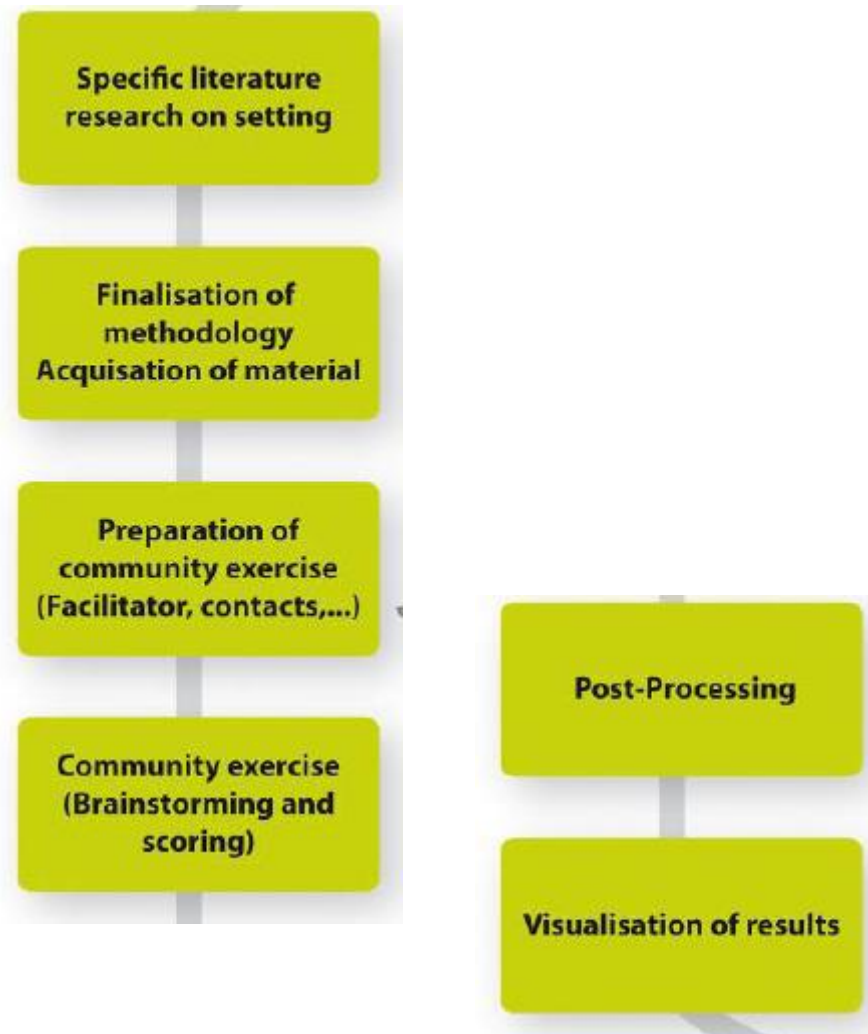 Specific literature
research on setting
Finalisation of
methodology
Acquisation of material
Preparation of
community exercise
(Facilitator, contacts,...)
Community exercise
(Brainstorming and
scoring)
Post-Processing
Visualisation of results